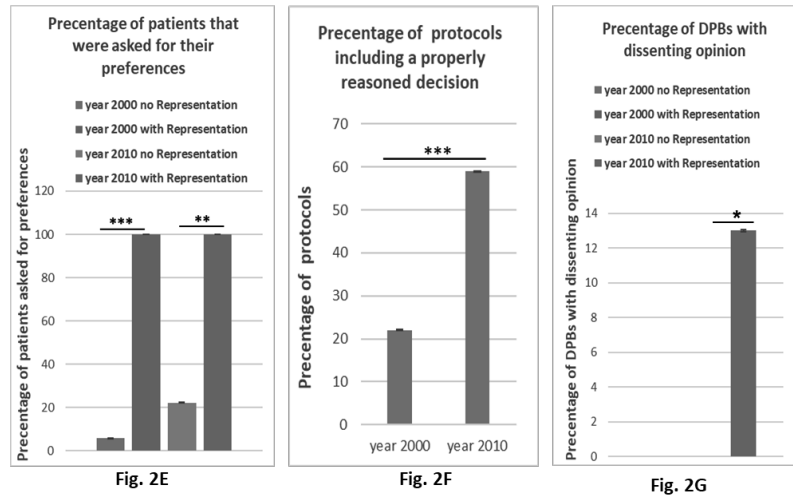 Precentage of patients that
were asked for their
preferences
year 2000 no Representation
year 2000 with Representation
year 2010 no Representation
year 2010 with Representation
Precentage of patients asked for preferences
120
100
80
60
40
20
0
***
**
Fig. 2E
Precentage of protocols
including a properly
reasoned decision
Precentage of protocols
70
60
50
40
30
20
10
0
***
year 2000
year 2010
Fig. 2F
Precentage of DPBs with
dissenting opinion
year 2000 no Representation
year 2000 with Representation
year 2010 no Representation
year 2010 with Representation
Precentage of DPBs with dissenting opinion
14
12
10
8
6
4
2
0
*
Fig. 2G